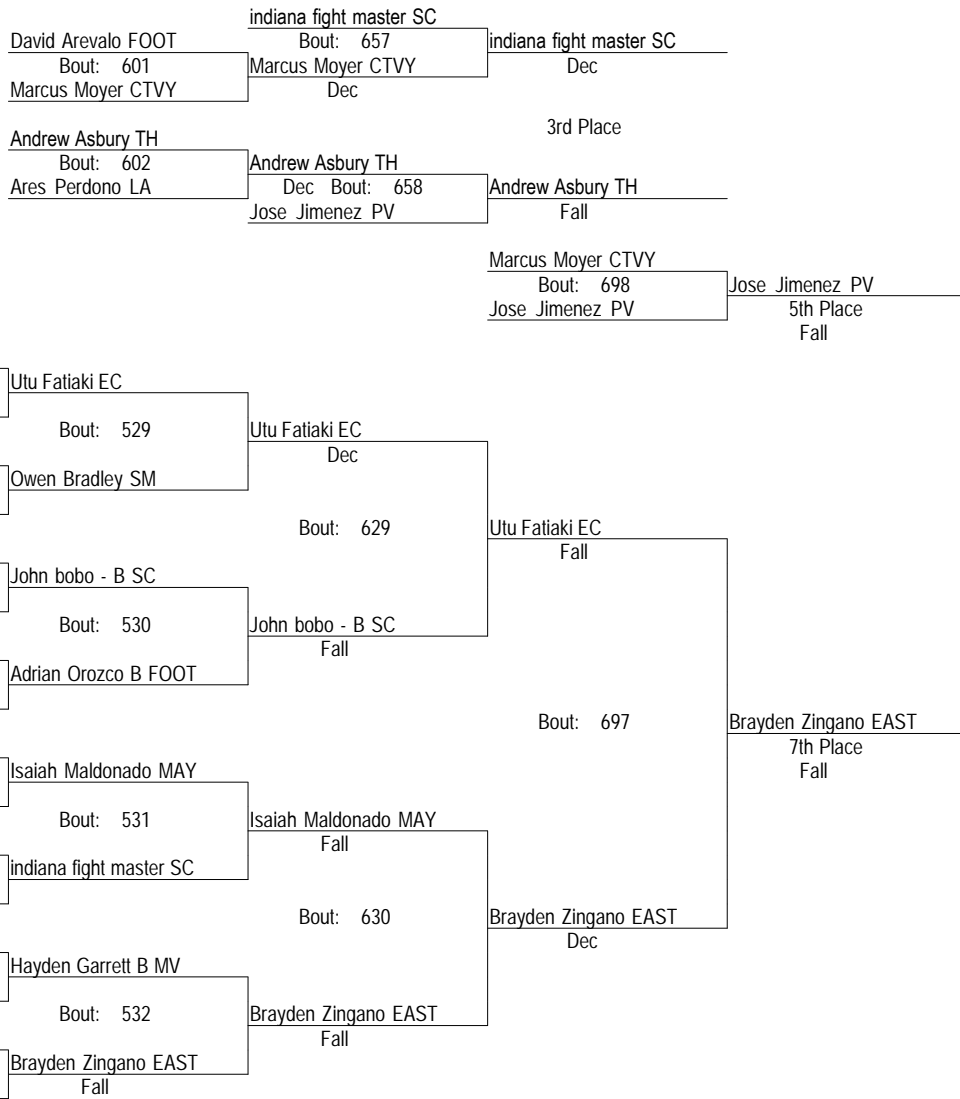 indiana fight master SC
David Arevalo FOOT
Bout: 657
indiana fight master SC
Bout: 601
Marcus Moyer CTVY
Dec
Marcus Moyer CTVY
Dec
3rd Place
Andrew Asbury TH
Bout: 602
Andrew Asbury TH
Ares Perdono LA
Dec Bout: 658
Andrew Asbury TH
Jose Jimenez PV
Fall
Marcus Moyer CTVY
Bout: 698
Jose Jimenez PV
Jose Jimenez PV
5th Place
Fall
Utu Fatiaki EC
Bout: 529
Utu Fatiaki EC
Dec
Owen Bradley SM
Bout: 629
Utu Fatiaki EC
Fall
John bobo - B SC
Bout: 530
John bobo - B SC
Fall
Adrian Orozco B FOOT
Bout: 697
Brayden Zingano EAST
7th Place
Fall
Isaiah Maldonado MAY
Bout: 531
Isaiah Maldonado MAY
Fall
indiana fight master SC
Bout: 630
Brayden Zingano EAST
Dec
Hayden Garrett B MV
Bout: 532
Brayden Zingano EAST
Fall
Brayden Zingano EAST
Fall